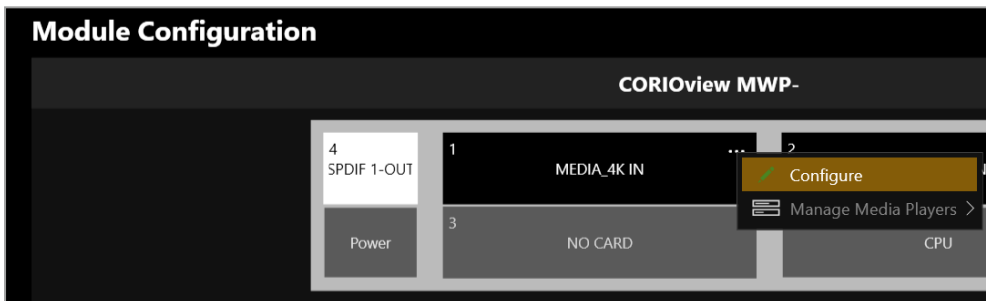 Module Configuration
CORIOview MWP-
4
SPDIF 1-OUT
1
...
MEDIA_4K IN
2
Configure
Manage Media Players >
Power
3
NO CARD
CPU